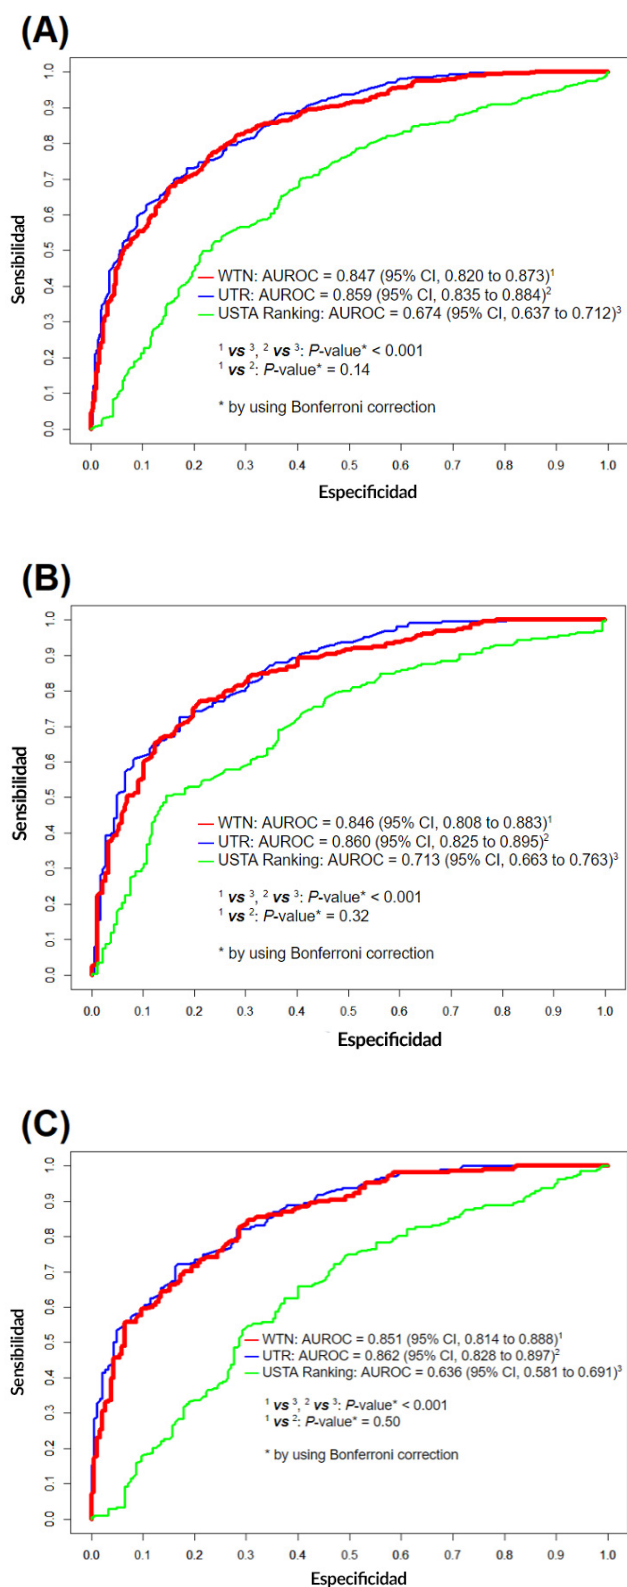 (A)
1.0
0.9
0.8
0.7
0.6
0.5
0.4
0.3
0.2
0.1
0.0
Sensibilidad
WTN: AUROC = 0.847 (95% CI, 0.820 to 0.873)¹
UTR: AUROC = 0.859 (95% CI, 0.835 to 0.884)²
USTA Ranking: AUROC = 0.674 (95% CI, 0.637 to 0.712)³
¹ vs ³, ² vs ³: P-value* < 0.001
¹ vs ²: P-value* = 0.14
* by using Bonferroni correction
0.0 0.1 0.2 0.3 0.4 0.5 0.6 0.7 0.8 0.9 1.0
Especificidad
(B)
1.0
0.9
0.8
0.7
0.6
0.5
0.4
0.3
0.2
0.1
0.0
Sensibilidad
WTN: AUROC = 0.846 (95% CI, 0.808 to 0.883)¹
UTR: AUROC = 0.860 (95% CI, 0.825 to 0.895)²
USTA Ranking: AUROC = 0.713 (95% CI, 0.663 to 0.763)³
¹ vs ³, ² vs ³: P-value* < 0.001
¹ vs ²: P-value* = 0.32
* by using Bonferroni correction
0.0 0.1 0.2 0.3 0.4 0.5 0.6 0.7 0.8 0.9 1.0
Especificidad
(C)
1.0
0.9
0.8
0.7
0.6
0.5
0.4
0.3
0.2
0.1
0.0
Sensibilidad
WTN: AUROC = 0.851 (95% CI, 0.814 to 0.888)¹
UTR: AUROC = 0.862 (95% CI, 0.828 to 0.897)²
USTA Ranking: AUROC = 0.636 (95% CI, 0.581 to 0.691)³
¹ vs ³, ² vs ³: P-value* < 0.001
¹ vs ²: P-value* = 0.50
* by using Bonferroni correction
0.0 0.1 0.2 0.3 0.4 0.5 0.6 0.7 0.8 0.9 1.0
Especificidad